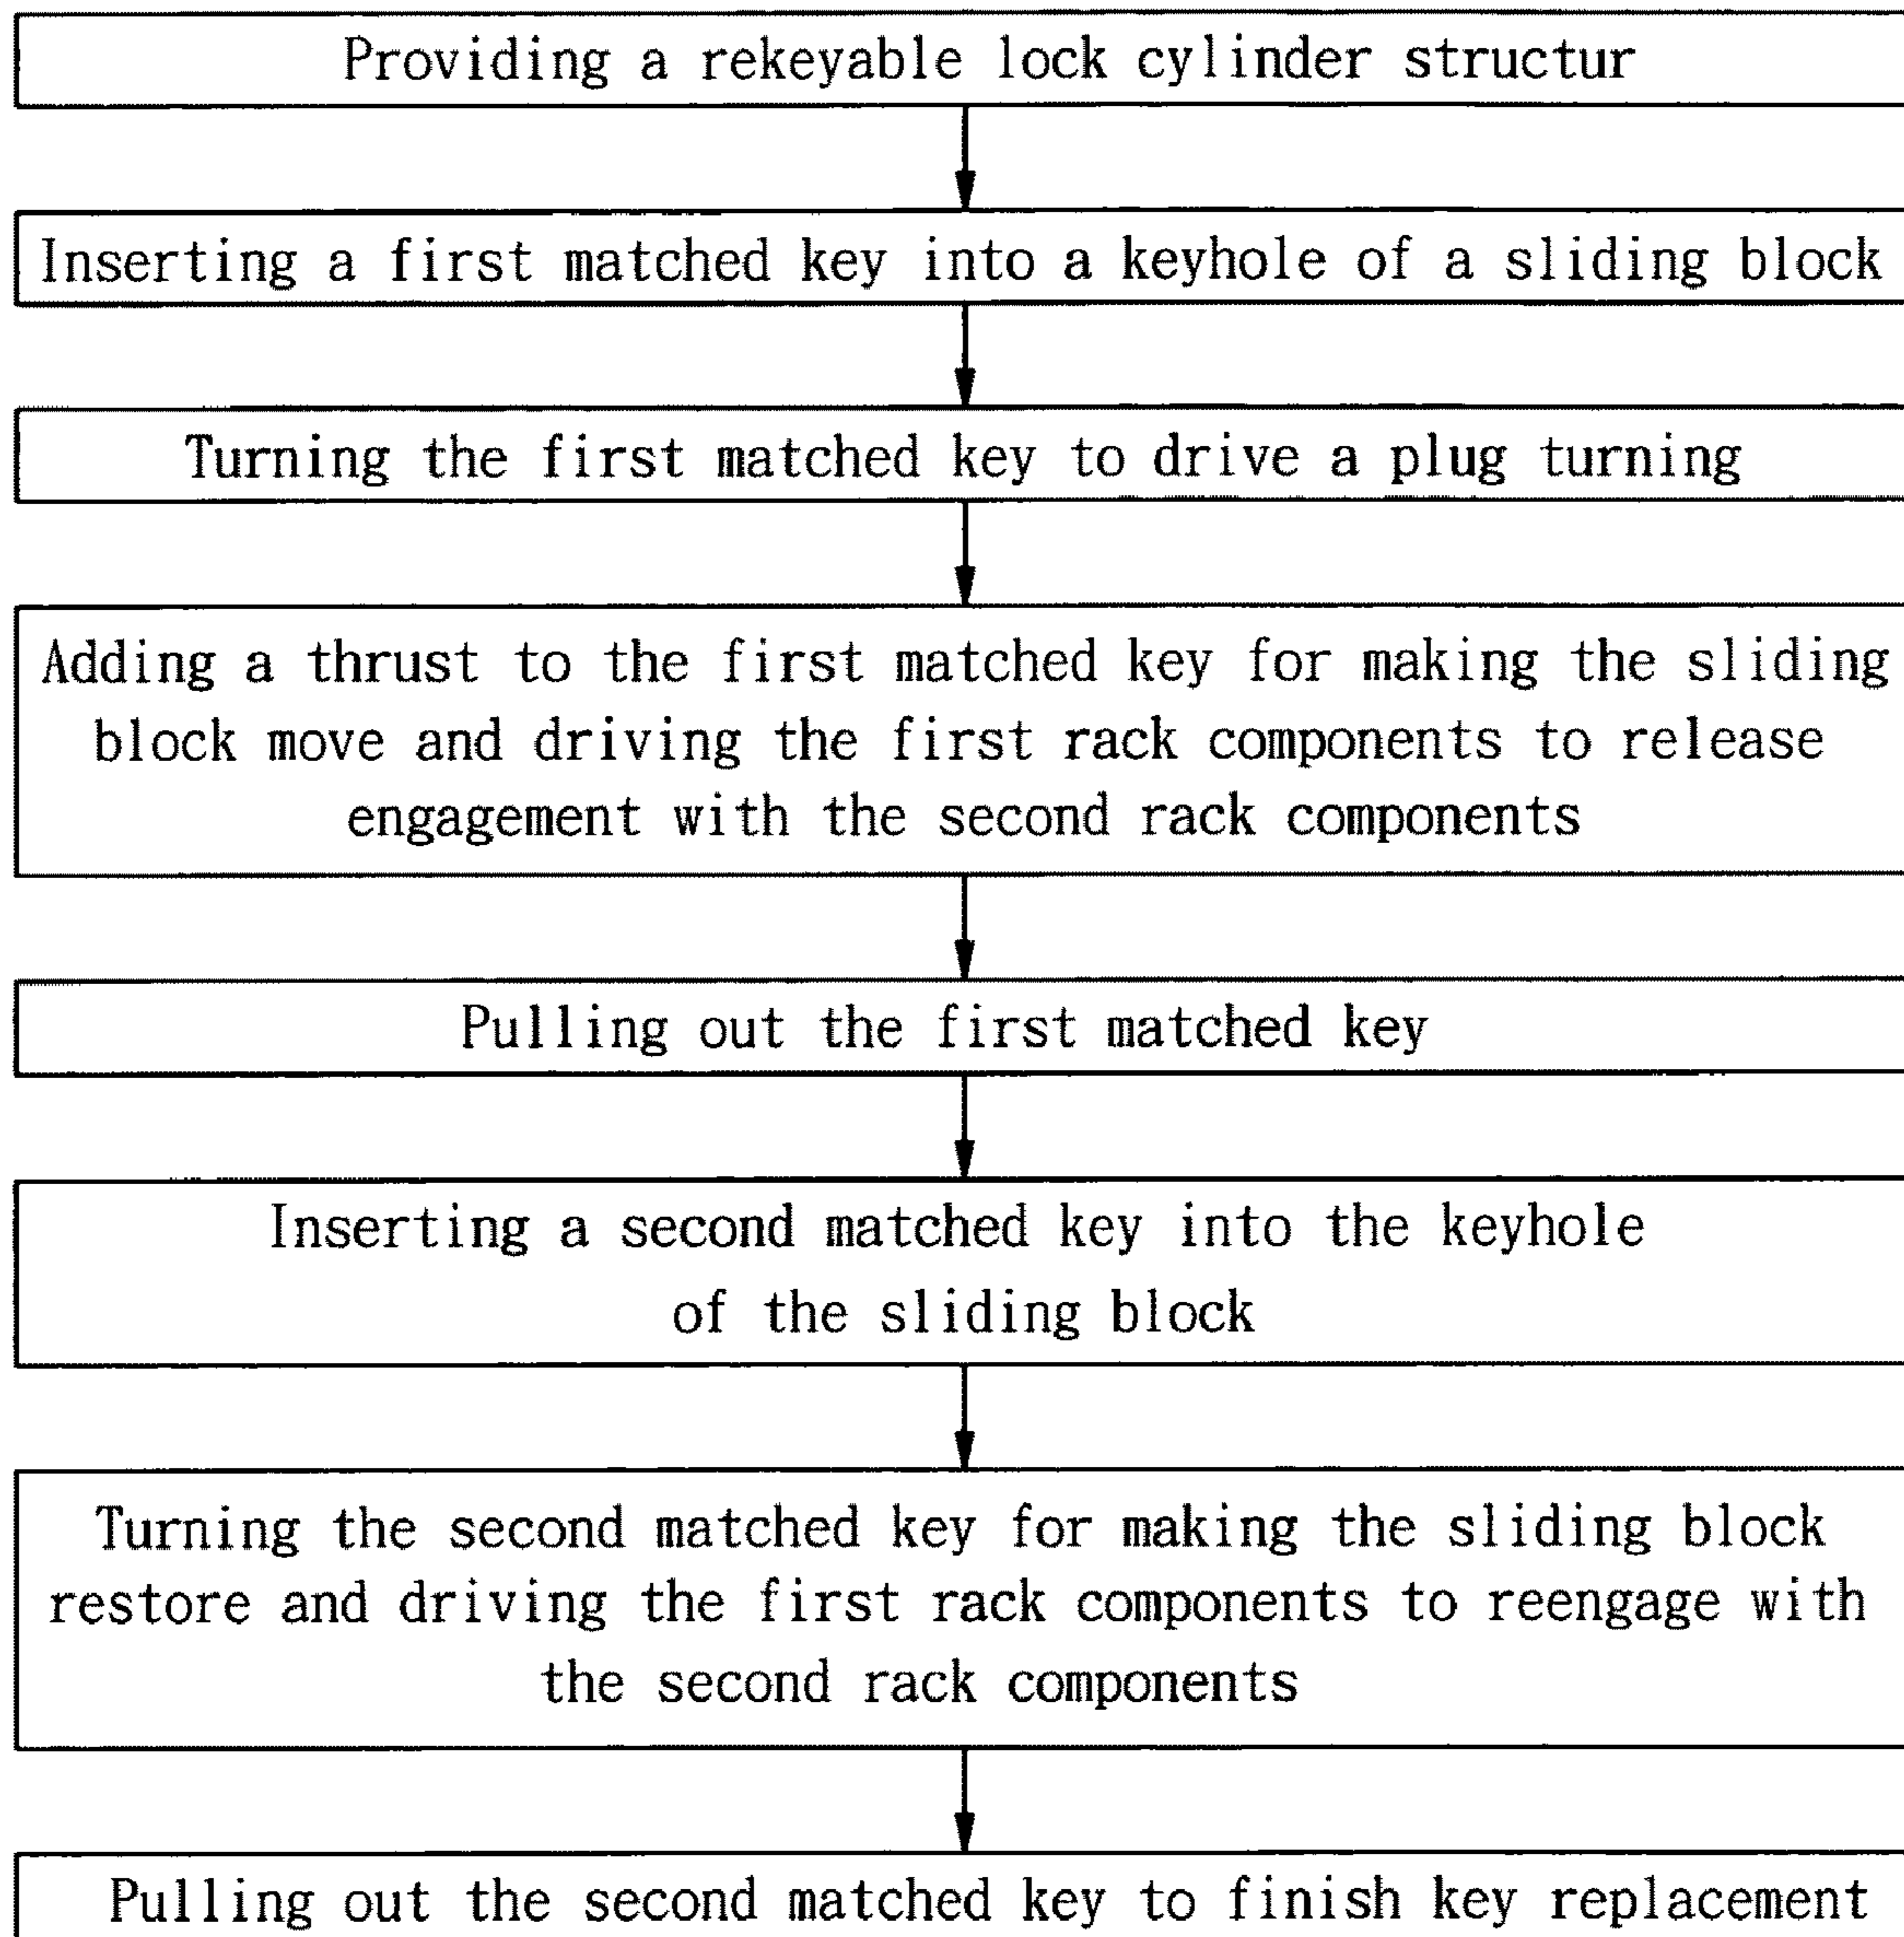 Providing a rekeyable lock cylinder structur
Inserting a first matched key into a keyhole of a sliding block
Turning the first matched key to drive a plug turning
Adding a thrust to the first matched key for making the sliding
block move and driving the first rack components to release
engagement with the second rack components
Pulling out the first matched key
Inserting a second matched key into the keyhole
of the sliding block
Turning the second matched key for making the sliding block
restore and driving the first rack components to reengage with
the second rack components
Pulling out the second matched key to finish key replacement